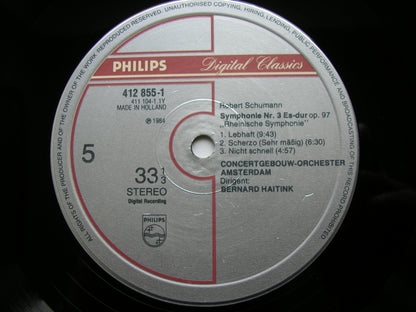 ALL RIGHTS OF THE PRODUCER AND OF THE OWNER OF THE WORK REPRODUCED RESERVED. UNAUTHORISED COPYING, HIRING, LENDING, PUBLIC PERFORMANCE AND BROADCASTING OF THIS RECORD PROHIBITED.
PHILIPS Digital Classics
412 855-1
411 104-1 1Y
MADE IN HOLLAND
℗ 1984
5
33 1/3
STEREO
Digital Recording
PHILIPS
Robert Schumann
Symphonie Nr. 3 Es-dur op. 97
„Rheinische Symphonie"
1. Lebhaft (9:43)
2. Scherzo (Sehr mäßig) (6:30)
3. Nicht schnell (4:57)
CONCERTGEBOUW-ORCHESTER
AMSTERDAM
Dirigent:
BERNARD HAITINK